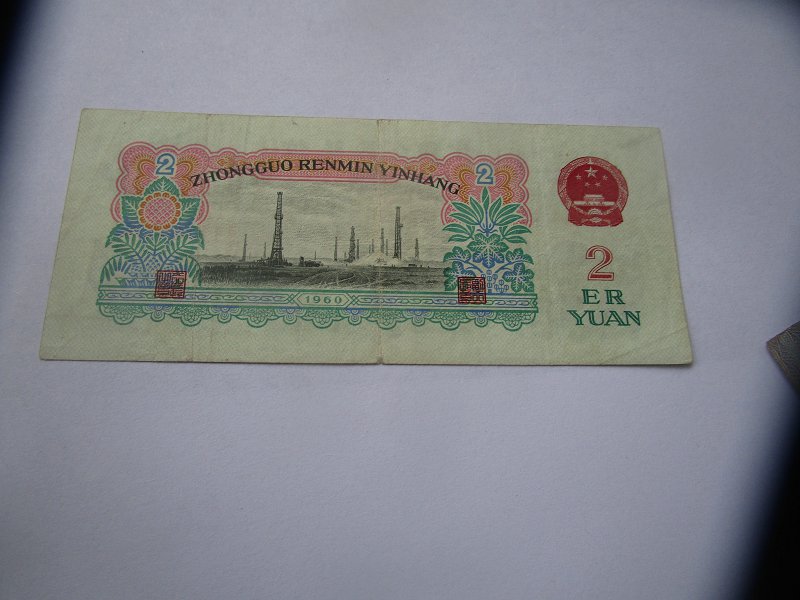 2
ZHONGGUO RENMIN YINHANG
2
1960
2
ER
YUAN